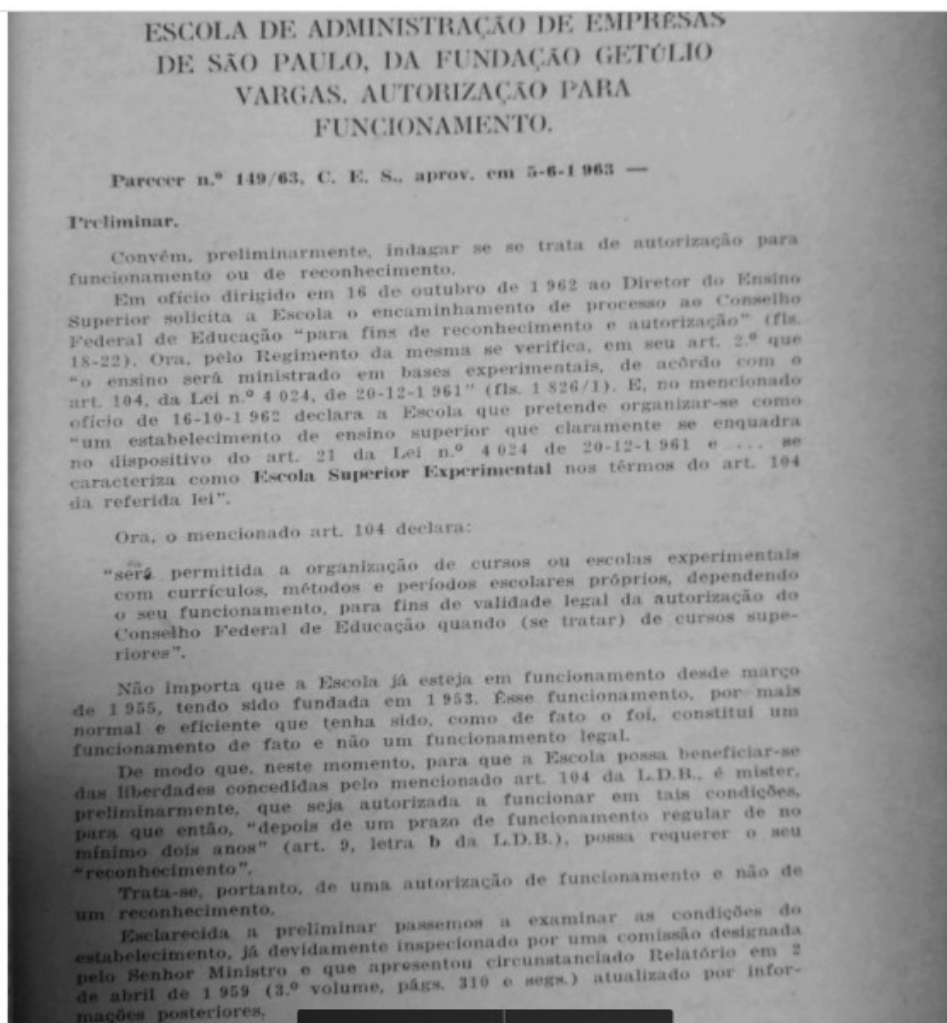 ESCOLA DE ADMINISTRAÇÃO DE EMPRÊSAS
DE SÃO PAULO, DA FUNDAÇÃO GETÚLIO
VARGAS. AUTORIZAÇÃO PARA
FUNCIONAMENTO.
Parecer n.º 149/63, C. E. S., aprov. em 5-6-1 963 —
Preliminar.
Convém, preliminarmente, indagar se se trata de autorização para
funcionamento ou de reconhecimento.
Em ofício dirigido em 16 de outubro de 1 962 ao Diretor do Ensino
Superior solicita a Escola o encaminhamento de processo ao Conselho
Federal de Educação “para fins de reconhecimento e autorização” (fls.
18-22). Ora, pelo Regimento da mesma se verifica, em seu art. 2.º que
“o ensino será ministrado em bases experimentais, de acôrdo com o
art. 104, da Lei n.º 4 024, de 20-12-1 961” (fls. 1 826/1). E, no mencionado
ofício de 16-10-1 962 declara a Escola que pretende organizar-se como
“um estabelecimento de ensino superior que claramente se enquadra
no dispositivo do art. 21 da Lei n.º 4 024 de 20-12-1 961 e ... se
caracteriza como Escola Superior Experimental nos têrmos do art. 104
da referida lei”.
Ora, o mencionado art. 104 declara:
“será permitida a organização de cursos ou escolas experimentais
com currículos, métodos e períodos escolares próprios, dependendo
o seu funcionamento, para fins de validade legal da autorização do
Conselho Federal de Educação quando (se tratar) de cursos supe-
riores”.
Não importa que a Escola já esteja em funcionamento desde março
de 1 955, tendo sido fundada em 1 953. Êsse funcionamento, por mais
normal e eficiente que tenha sido, como de fato o foi, constitui um
funcionamento de fato e não um funcionamento legal.
De modo que, neste momento, para que a Escola possa beneficiar-se
das liberdades concedidas pelo mencionado art. 104 da L.D.B., é mister,
preliminarmente, que seja autorizada a funcionar em tais condições,
para que então, “depois de um prazo de funcionamento regular de no
mínimo dois anos” (art. 9, letra b da L.D.B.), possa requerer o seu
“reconhecimento”.
Trata-se, portanto, de uma autorização de funcionamento e não de
um reconhecimento.
Esclarecida a preliminar passemos a examinar as condições do
estabelecimento, já devidamente inspecionado por uma comissão designada
pelo Senhor Ministro e que apresentou circunstanciado Relatório em 2
de abril de 1 959 (3.º volume, págs. 310 e segs.) atualizado por infor-
mações posteriores.